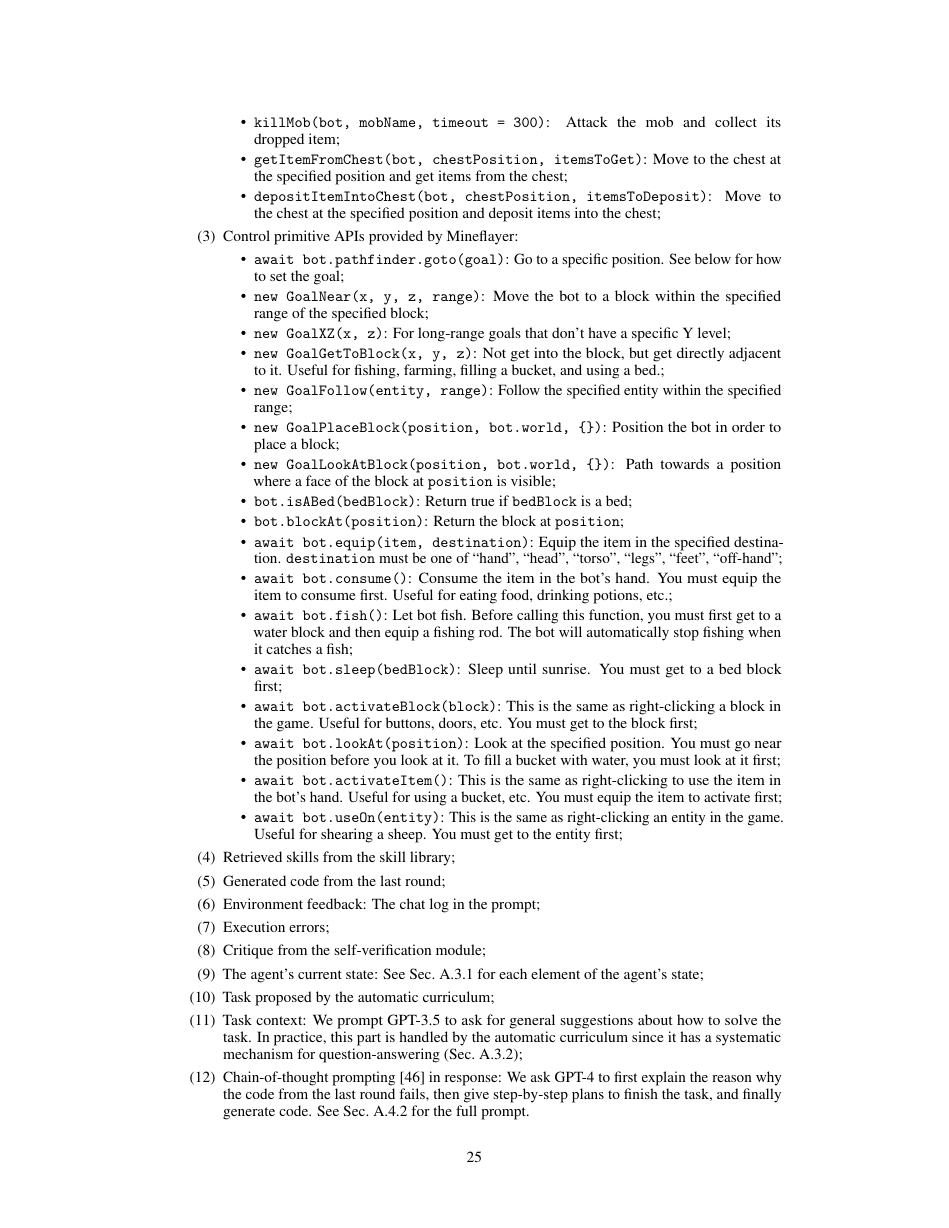 • killMob(bot, mobName, timeout = 300): Attack the mob and collect its
dropped item;
• getItemFromChest(bot, chestPosition, itemsToGet): Move to the chest at
the specified position and get items from the chest;
• depositItemIntoChest(bot, chestPosition, itemsToDeposit): Move to
the chest at the specified position and deposit items into the chest;
(3) Control primitive APIs provided by Mineflayer:
• await bot.pathfinder.goto(goal): Go to a specific position. See below for how
to set the goal;
• new GoalNear(x, y, z, range): Move the bot to a block within the specified
range of the specified block;
• new GoalXZ(x, z): For long-range goals that don't have a specific Y level;
• new GoalGetToBlock(x, y, z): Not get into the block, but get directly adjacent
to it. Useful for fishing, farming, filling a bucket, and using a bed.;
• new GoalFollow(entity, range): Follow the specified entity within the specified
range;
• new GoalPlaceBlock(position, bot.world, {}): Position the bot in order to
place a block;
• new GoalLookAtBlock(position, bot.world, {}): Path towards a position
where a face of the block at position is visible;
• bot.isABed(bedBlock): Return true if bedBlock is a bed;
• bot.blockAt(position): Return the block at position;
• await bot.equip(item, destination): Equip the item in the specified destina-
tion. destination must be one of “hand”, “head”, “torso”, “legs”, “feet”, “off-hand”;
• await bot.consume(): Consume the item in the bot's hand. You must equip the
item to consume first. Useful for eating food, drinking potions, etc.;
• await bot.fish(): Let bot fish. Before calling this function, you must first get to a
water block and then equip a fishing rod. The bot will automatically stop fishing when
it catches a fish;
• await bot.sleep(bedBlock): Sleep until sunrise. You must get to a bed block
first;
• await bot.activateBlock(block): This is the same as right-clicking a block in
the game. Useful for buttons, doors, etc. You must get to the block first;
• await bot.lookAt(position): Look at the specified position. You must go near
the position before you look at it. To fill a bucket with water, you must look at it first;
• await bot.activateItem(): This is the same as right-clicking to use the item in
the bot's hand. Useful for using a bucket, etc. You must equip the item to activate first;
• await bot.useOn(entity): This is the same as right-clicking an entity in the game.
Useful for shearing a sheep. You must get to the entity first;
(4) Retrieved skills from the skill library;
(5) Generated code from the last round;
(6) Environment feedback: The chat log in the prompt;
(7) Execution errors;
(8) Critique from the self-verification module;
(9) The agent's current state: See Sec. A.3.1 for each element of the agent's state;
(10) Task proposed by the automatic curriculum;
(11) Task context: We prompt GPT-3.5 to ask for general suggestions about how to solve the
task. In practice, this part is handled by the automatic curriculum since it has a systematic
mechanism for question-answering (Sec. A.3.2);
(12) Chain-of-thought prompting [46] in response: We ask GPT-4 to first explain the reason why
the code from the last round fails, then give step-by-step plans to finish the task, and finally
generate code. See Sec. A.4.2 for the full prompt.
25